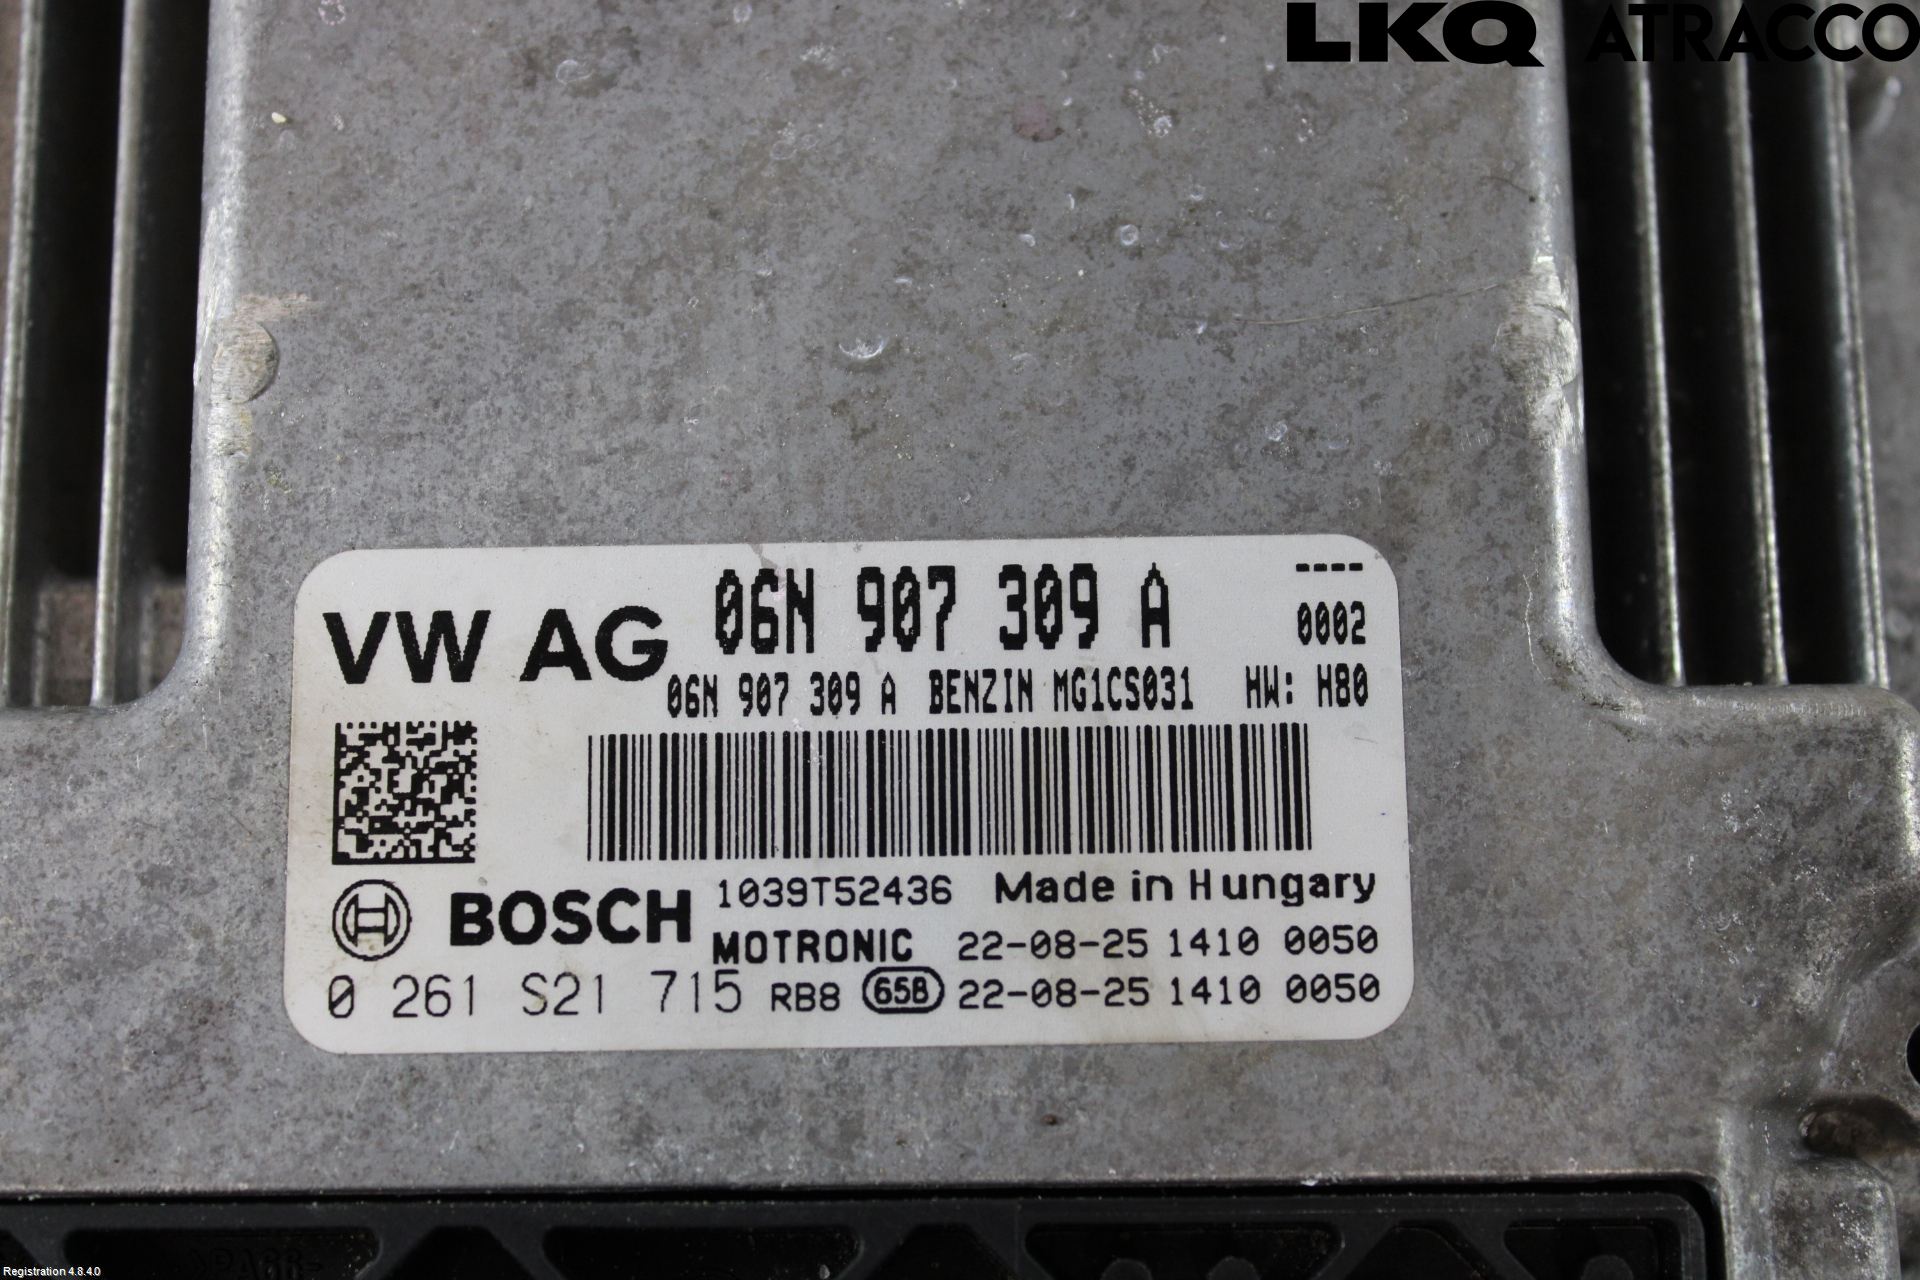 LKQ ATRACCO
VW AG 06N 907 309 A ----
0002
06N 907 309 A BENZIN MG1CS031 HW: H80
BOSCH 1039T52436 Made in Hungary
MOTRONIC 22-08-25 1410 0050
0 261 S21 715 RB8 65B 22-08-25 1410 0050
Registration 4.8.4.0